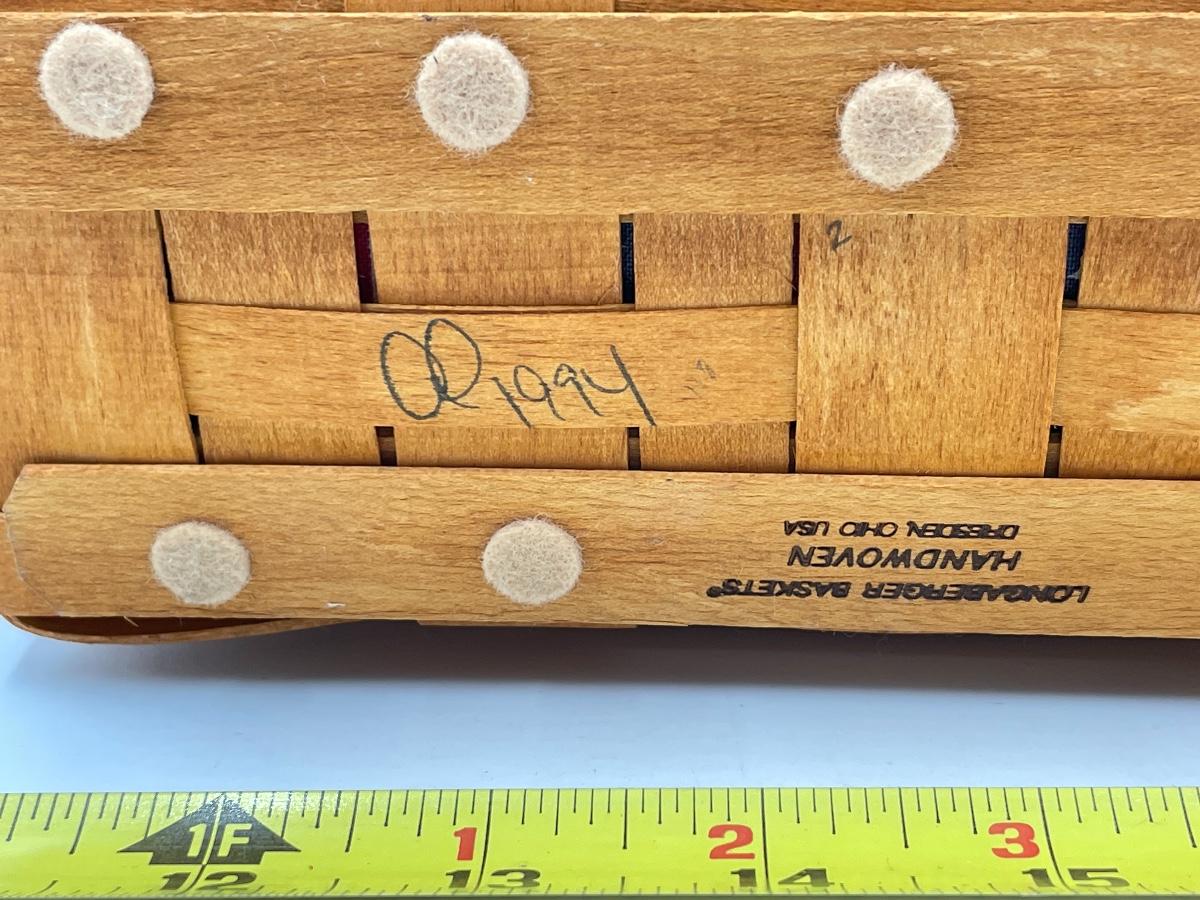 2
1994
LONGABERGER BASKETS®
HANDWOVEN
DRESDEN, OHIO USA
1F 1 2 3
12 13 14 15